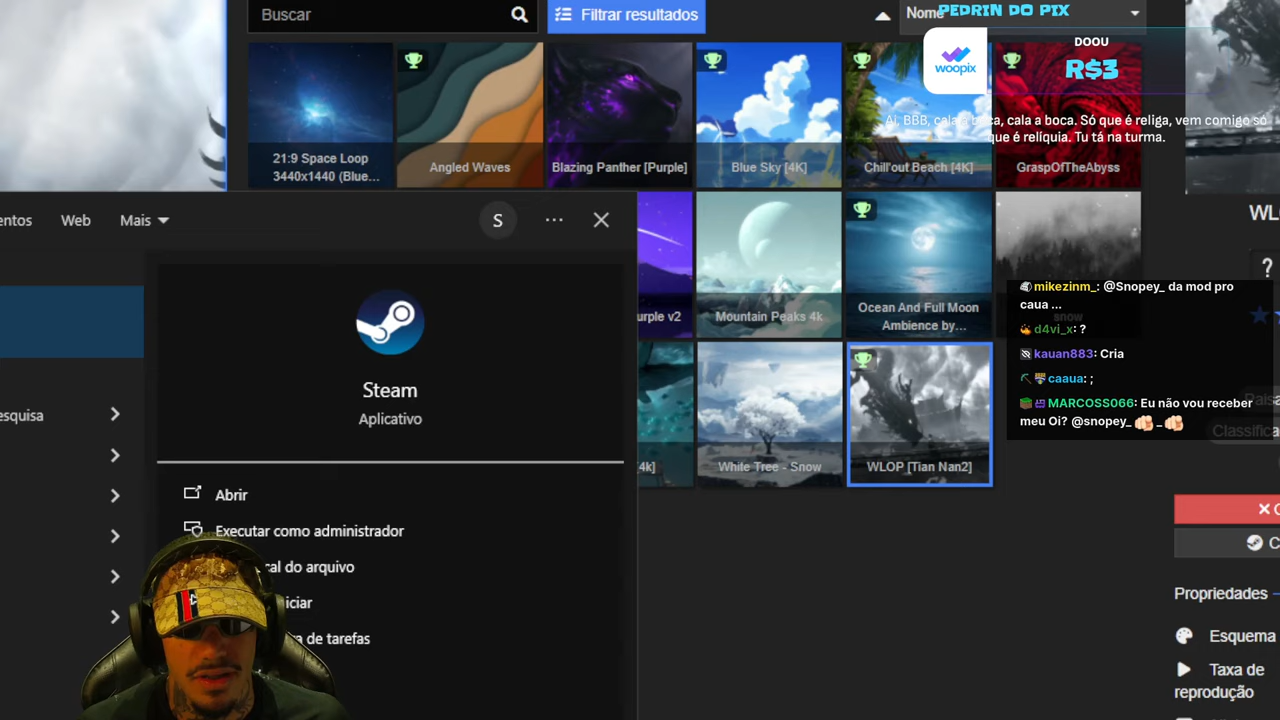 Buscar
Filtrar resultados
Nome
PEDRIN DO PIX
woopix
DOOU
R$3
Ai, BBB, cala a boca, cala a boca. Só que é religa, vem comigo só
que é relíquia. Tu tá na turma.
21:9 Space Loop
3440x1440 (Blue...
Angled Waves
Blazing Panther [Purple]
Blue Sky [4K]
Chill'out Beach [4K]
GraspOfTheAbyss
entos
Web
Mais
S
urple v2
Mountain Peaks 4k
Ocean And Full Moon
Ambience by...
snow
WL
?
mikezinm_: @Snopey_ da mod pro
caua ...
d4vi_x: ?
kauan883: Cria
caaua: ;
MARCOSS066: Eu não vou receber
meu Oi? @snopey_ _
Classifica
Steam
Aplicativo
esquisa
[4k]
White Tree - Snow
WLOP [Tian Nan2]
Abrir
Executar como administrador
cal do arquivo
iciar
a de tarefas
C
Propriedades
Esquema
Taxa de
reprodução